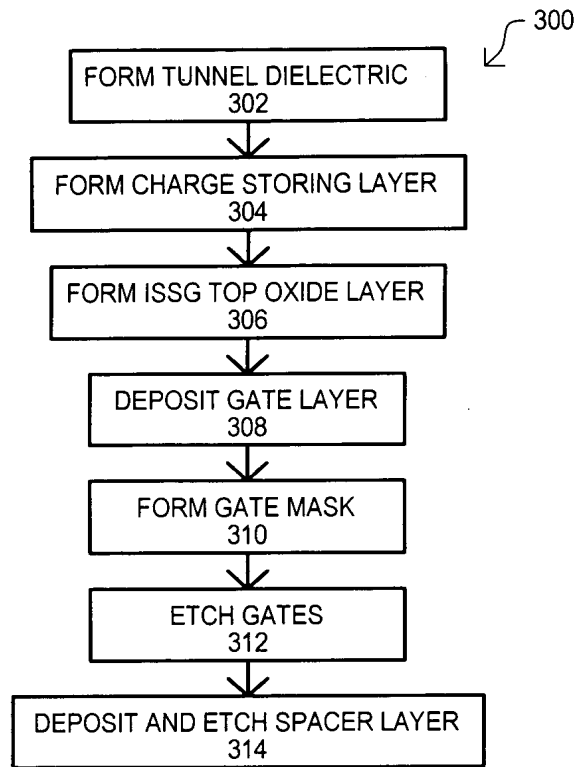 300
FORM TUNNEL DIELECTRIC
302
FORM CHARGE STORING LAYER
304
FORM ISSG TOP OXIDE LAYER
306
DEPOSIT GATE LAYER
308
FORM GATE MASK
310
ETCH GATES
312
DEPOSIT AND ETCH SPACER LAYER
314